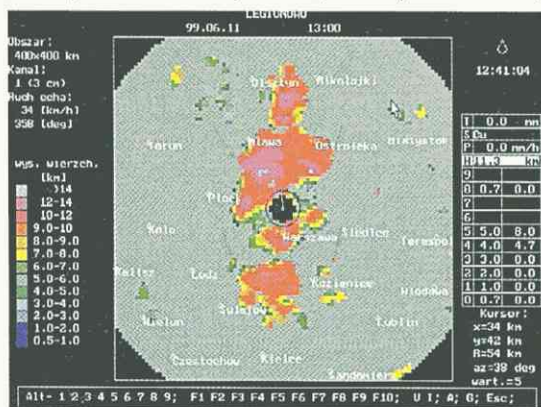 LEGIONOWO
99.06.11 13:00
Obszar:
400x400 km
Kanal:
1 (3 cm)
Ruch echa:
34 [km/h]
358 [deg]
wys. wierzch.
[km]
>14
12-14
10-12
9.0-10
8.0-9.0
7.0-8.0
6.0-7.0
4.0-5.0
3.0-4.0
2.0-3.0
1.0-2.0
0.5-1.0
Olsztyn
Mikolajki
Bialystok
Torun
Mlawa
Ostroleka
Plock
Kolo
Warszawa
Siedlce
Terespol
Kalisz
Lodz
Kozienice
Wlodawa
Wielun
Sulejow
Lublin
Czestochow
Kielce
Sandomierz
12:41:04
T 0.0 mm
S Cu
P 0.0 mm/h
H 11.3 km
9
8 0.7 0.0
7
6
5 5.0 8.0
4 4.0 4.7
3 3.0 0.0
2 2.0 0.0
1 1.0 0.0
0 0.7 0.0
Kursor:
x=34 km
y=42 km
R=54 km
az=38 deg
wart.=5
Alt- 1 2 3 4 5 6 7 8 9; F1 F2 F3 F4 F5 F6 F7 F8 F9 F10; U I; A; G; Esc;